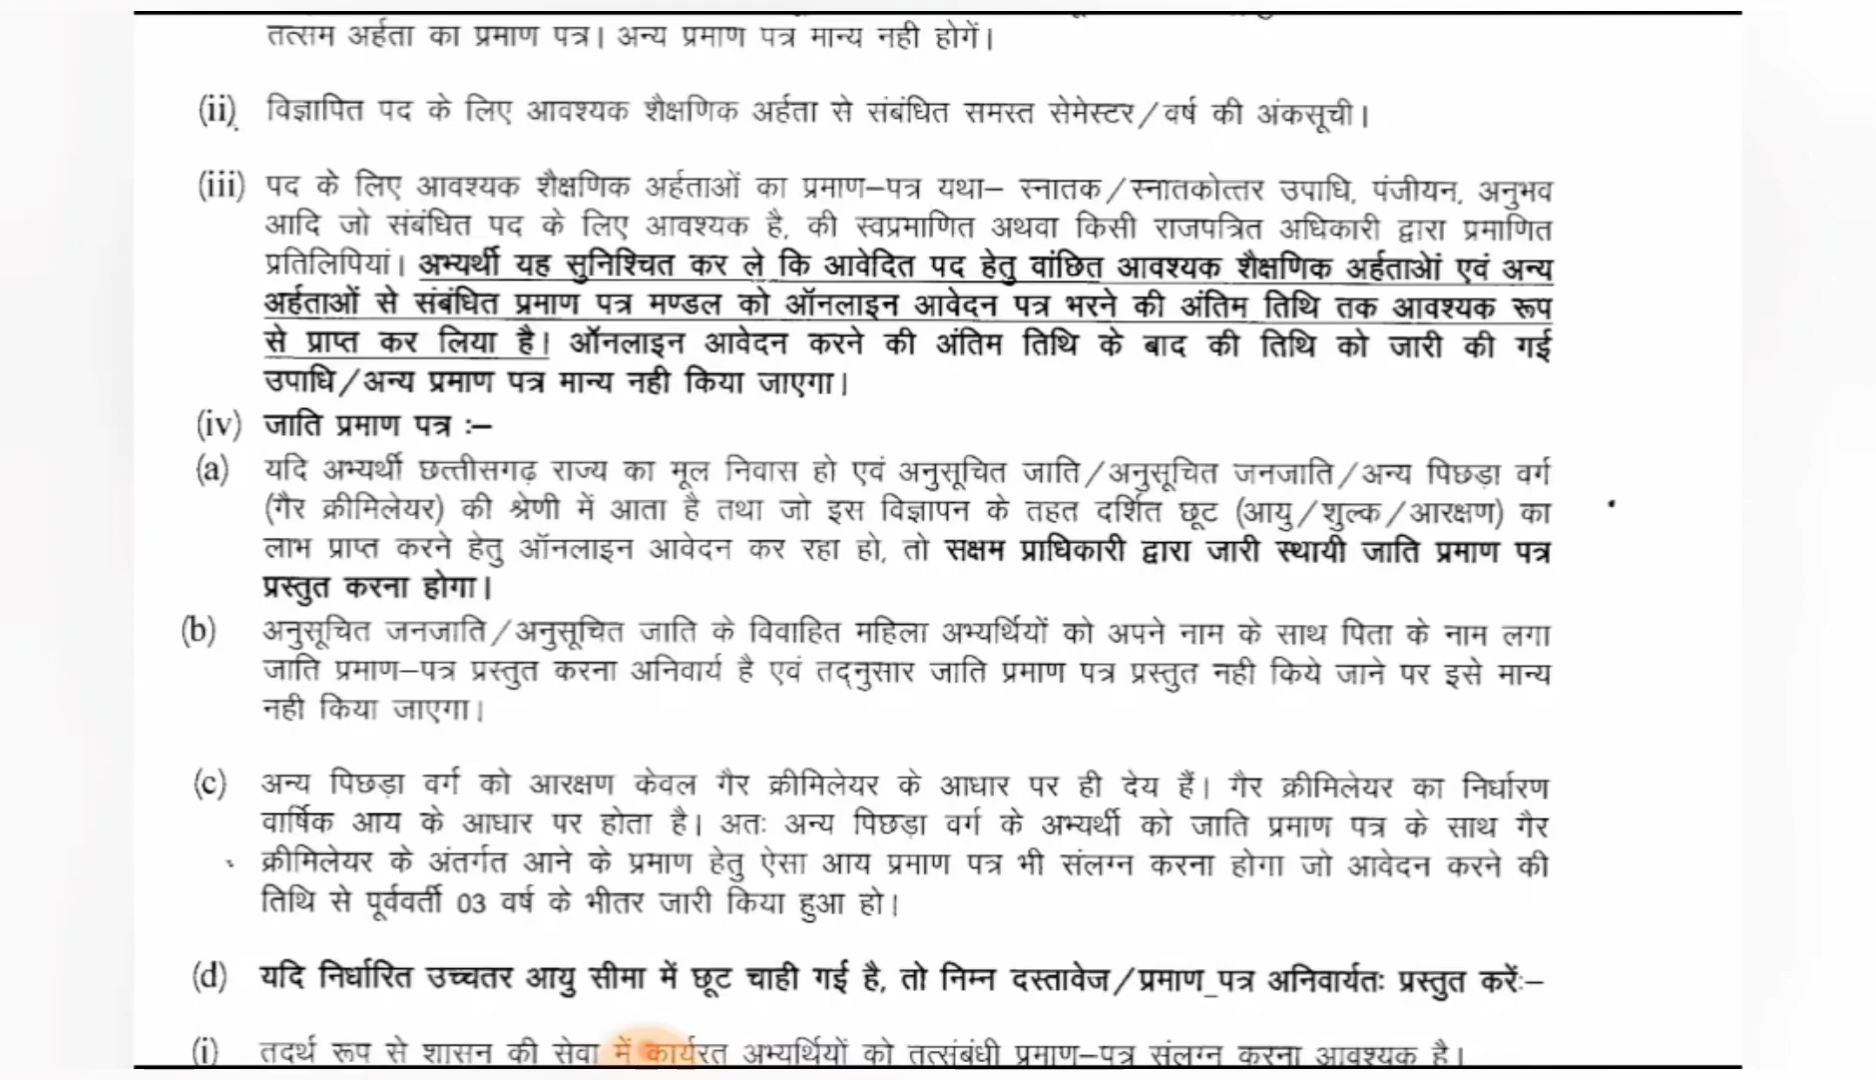 तत्सम अर्हता का प्रमाण पत्र। अन्य प्रमाण पत्र मान्य नही होगें।
(ii) विज्ञापित पद के लिए आवश्यक शैक्षणिक अर्हता से संबंधित समस्त सेमेस्टर/वर्ष की अंकसूची।
(iii) पद के लिए आवश्यक शैक्षणिक अर्हताओं का प्रमाण–पत्र यथा– स्नातक/स्नातकोत्तर उपाधि, पंजीयन, अनुभव
आदि जो संबंधित पद के लिए आवश्यक है, की स्वप्रमाणित अथवा किसी राजपत्रित अधिकारी द्वारा प्रमाणित
प्रतिलिपियां। अभ्यर्थी यह सुनिश्चित कर ले कि आवेदित पद हेतु वांछित आवश्यक शैक्षणिक अर्हताओं एवं अन्य
अर्हताओं से संबंधित प्रमाण पत्र मण्डल को ऑनलाइन आवेदन पत्र भरने की अंतिम तिथि तक आवश्यक रूप
से प्राप्त कर लिया है। ऑनलाइन आवेदन करने की अंतिम तिथि के बाद की तिथि को जारी की गई
उपाधि/अन्य प्रमाण पत्र मान्य नही किया जाएगा।
(iv) जाति प्रमाण पत्र :–
(a) यदि अभ्यर्थी छत्तीसगढ़ राज्य का मूल निवास हो एवं अनुसूचित जाति/अनुसूचित जनजाति/अन्य पिछड़ा वर्ग
(गैर क्रीमिलेयर) की श्रेणी में आता है तथा जो इस विज्ञापन के तहत दर्शित छूट (आयु/शुल्क/आरक्षण) का
लाभ प्राप्त करने हेतु ऑनलाइन आवेदन कर रहा हो, तो सक्षम प्राधिकारी द्वारा जारी स्थायी जाति प्रमाण पत्र
प्रस्तुत करना होगा।
(b) अनुसूचित जनजाति/अनुसूचित जाति के विवाहित महिला अभ्यर्थियों को अपने नाम के साथ पिता के नाम लगा
जाति प्रमाण–पत्र प्रस्तुत करना अनिवार्य है एवं तद्नुसार जाति प्रमाण पत्र प्रस्तुत नही किये जाने पर इसे मान्य
नही किया जाएगा।
(c) अन्य पिछड़ा वर्ग को आरक्षण केवल गैर क्रीमिलेयर के आधार पर ही देय हैं। गैर क्रीमिलेयर का निर्धारण
वार्षिक आय के आधार पर होता है। अतः अन्य पिछड़ा वर्ग के अभ्यर्थी को जाति प्रमाण पत्र के साथ गैर
क्रीमिलेयर के अंतर्गत आने के प्रमाण हेतु ऐसा आय प्रमाण पत्र भी संलग्न करना होगा जो आवेदन करने की
तिथि से पूर्ववर्ती 03 वर्ष के भीतर जारी किया हुआ हो।
(d) यदि निर्धारित उच्चतर आयु सीमा में छूट चाही गई है, तो निम्न दस्तावेज/प्रमाण_पत्र अनिवार्यतः प्रस्तुत करेंः–
(i) तदर्थ रूप से शासन की सेवा में कार्यरत अभ्यर्थियों को तत्संबंधी प्रमाण–पत्र संलग्न करना आवश्यक है।